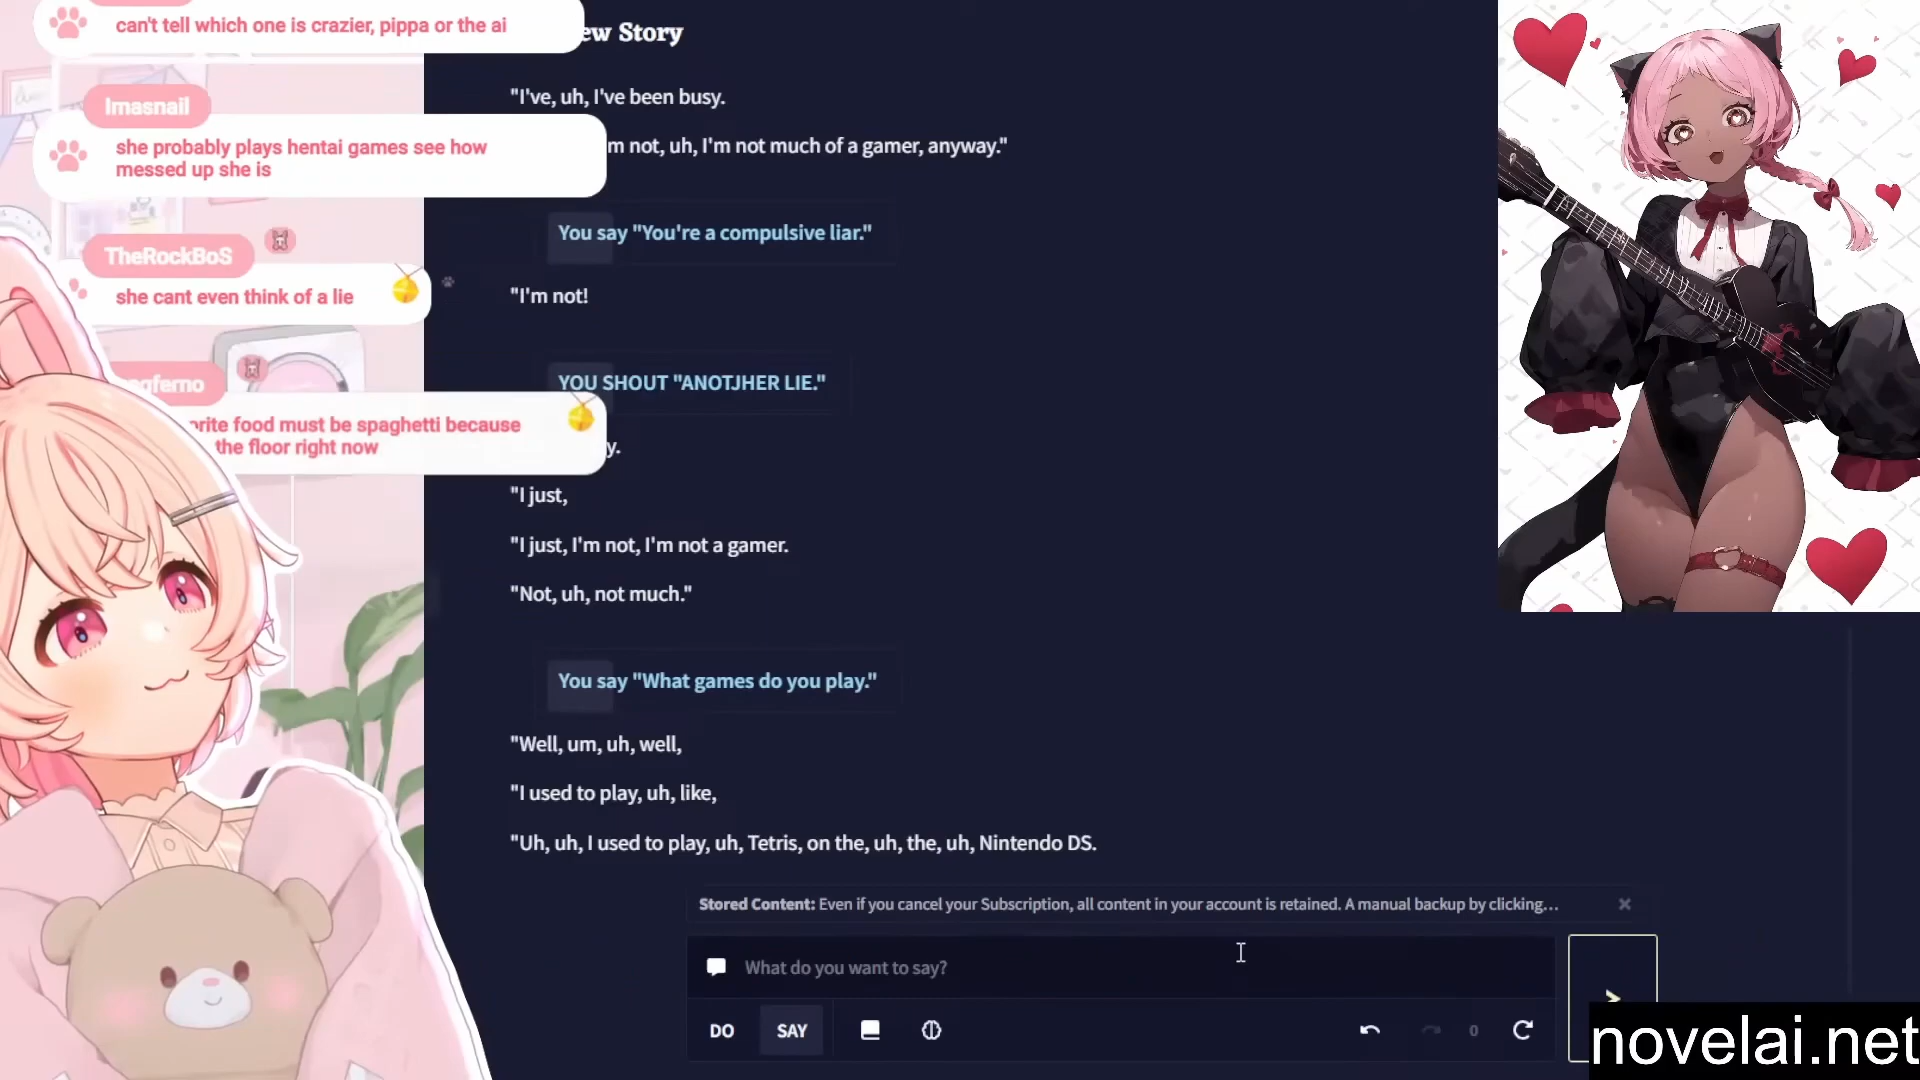 can't tell which one is crazier, pippa or the ai
Imasnail
she probably plays hentai games see how
messed up she is
TheRockBoS
she cant even think of a lie
food must be spaghetti because
the floor right now
Story
"I've, uh, I've been busy.
not, uh, I'm not much of a gamer, anyway."
You say "You're a compulsive liar."
"I'm not!
YOU SHOUT "ANOTJHER LIE."
"I just,
"I just, I'm not, I'm not a gamer.
"Not, uh, not much."
You say "What games do you play."
"Well, um, uh, well,
"I used to play, uh, like,
"Uh, uh, I used to play, uh, Tetris, on the, uh, the, uh, Nintendo DS.
Stored Content: Even if you cancel your Subscription, all content in your account is retained. A manual backup by clicking...
What do you want to say?
DO SAY 0
novelai.net